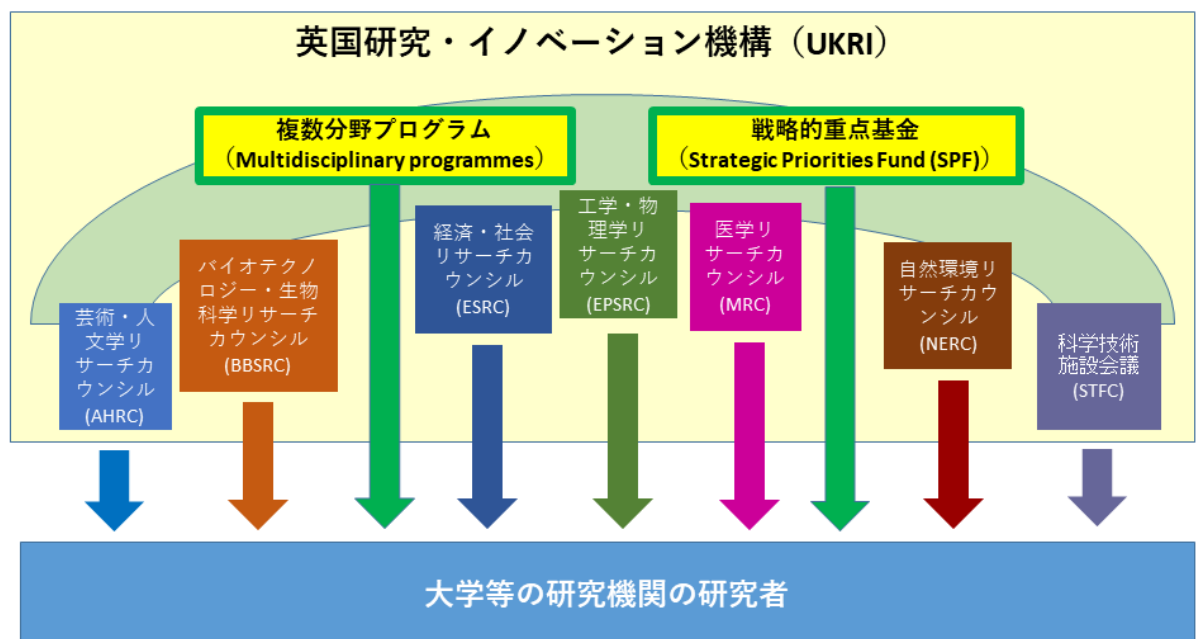 英国研究・イノベーション機構（UKRI）
複数分野プログラム
（Multidisciplinary programmes）
戦略的重点基金
（Strategic Priorities Fund (SPF)）
芸術・人
文学リ
サーチカ
ウンシル
(AHRC)
バイオテクノ
ロジー・生物
科学リサーチ
カウンシル
(BBSRC)
経済・社会
リサーチカ
ウンシル
(ESRC)
工学・物
理学リ
サーチカ
ウンシル
(EPSRC)
医学リ
サーチカ
ウンシル
(MRC)
自然環境リ
サーチカウ
ンシル
(NERC)
科学技術
施設会議
(STFC)
大学等の研究機関の研究者